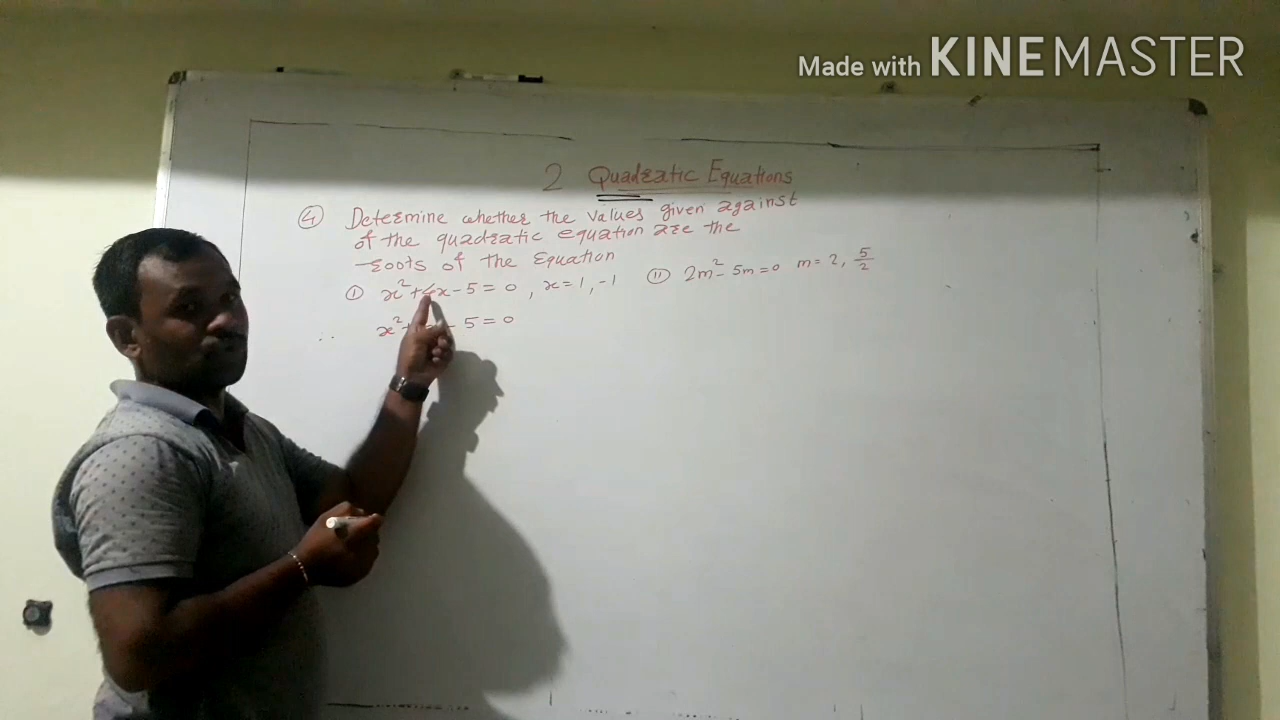 Made with KINEMASTER
2 Quadratic Equations
④ Determine whether the values given against
of the quadratic equation are the
roots of the Equation
① x² + 4x - 5 = 0 , x = 1, -1
⑪ 2m² - 5m = 0 m = 2, 5/2
∴ x² + - 5 = 0